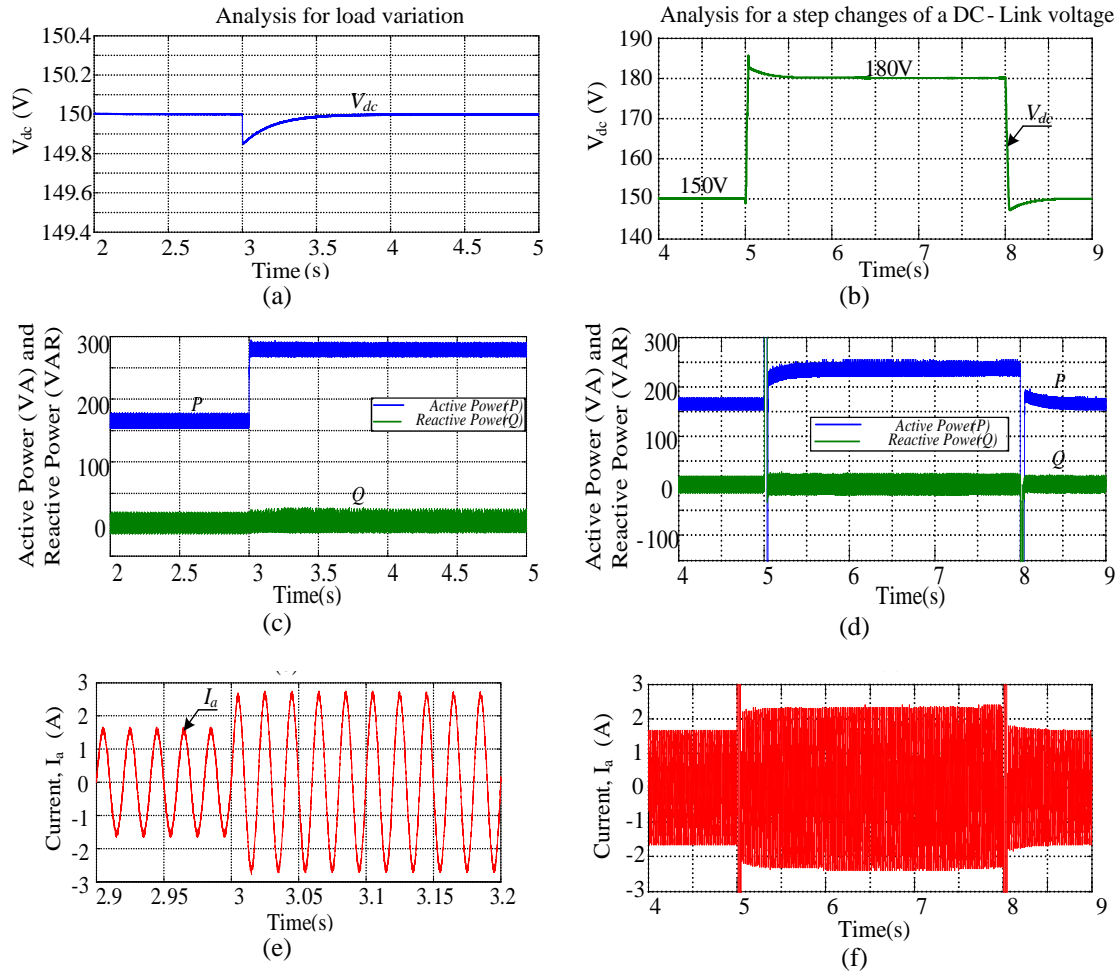 Analysis for load variation
150.4
150.2
150
149.8
149.6
149.4
V_dc (V)
V_dc
2 2.5 3 3.5 4 4.5 5
Time (s)
(a)
Analysis for a step changes of a DC - Link voltage
190
180
170
160
150
140
V_dc (V)
180V
150V
V_dc
4 5 6 7 8 9
Time(s)
(b)
Active Power (VA) and
Reactive Power (VAR)
300
200
100
0
P
Active Power(P)
Reactive Power(Q)
Q
2 2.5 3 3.5 4 4.5 5
Time(s)
(c)
Active Power (VA) and
Reactive Power (VAR)
300
200
100
0
-100
P
Active Power(P)
Reactive Power(Q)
Q
4 5 6 7 8 9
Time(s)
(d)
Current, I_a (A)
3
2
1
0
-1
-2
-3
I_a
2.9 2.95 3 3.05 3.1 3.15 3.2
Time(s)
(e)
Current, I_a (A)
3
2
1
0
-1
-2
-3
4 5 6 7 8 9
Time(s)
(f)